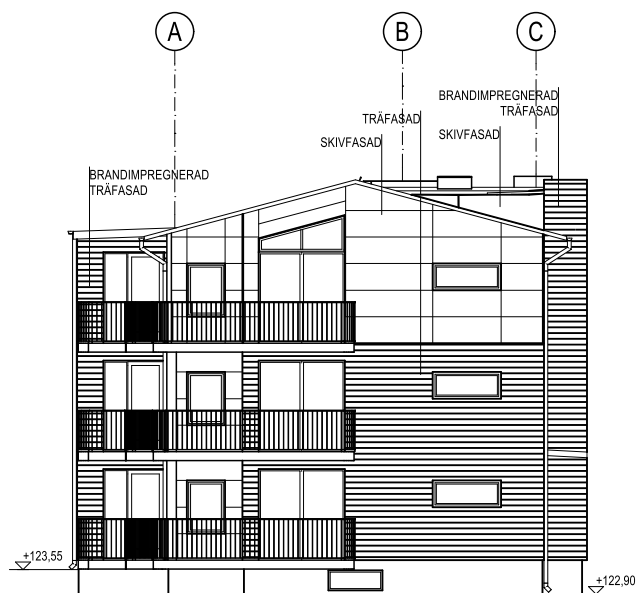 A
B
C
BRANDIMPREGNERAD
TRÄFASAD
TRÄFASAD
SKIVFASAD
SKIVFASAD
BRANDIMPREGNERAD
TRÄFASAD
+123,55
+122,90